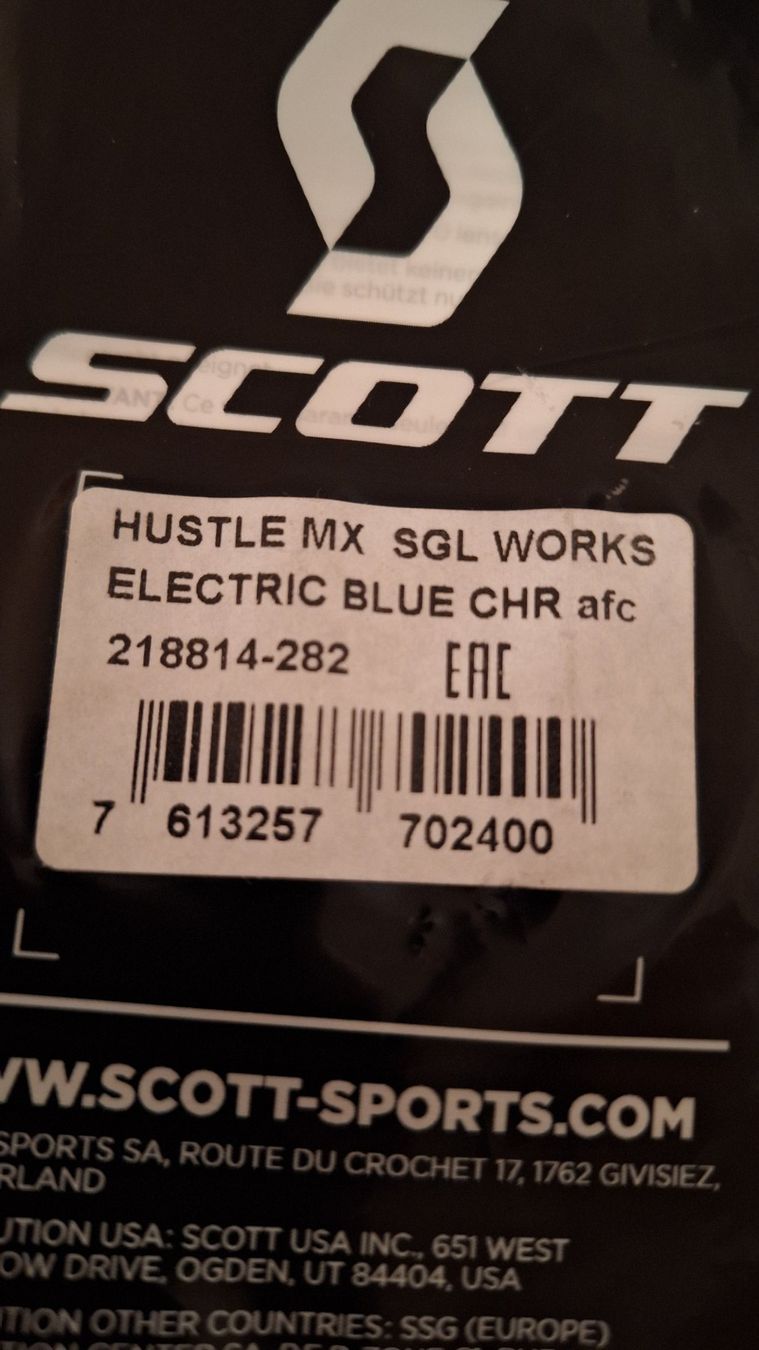 SCOTT
HUSTLE MX SGL WORKS
ELECTRIC BLUE CHR afc
218814-282 EAC
7 613257 702400
WW.SCOTT-SPORTS.COM
SPORTS SA, ROUTE DU CROCHET 17, 1762 GIVISIEZ,
RLAND
UTION USA: SCOTT USA INC., 651 WEST
OW DRIVE, OGDEN, UT 84404, USA
TION OTHER COUNTRIES: SSG (EUROPE)